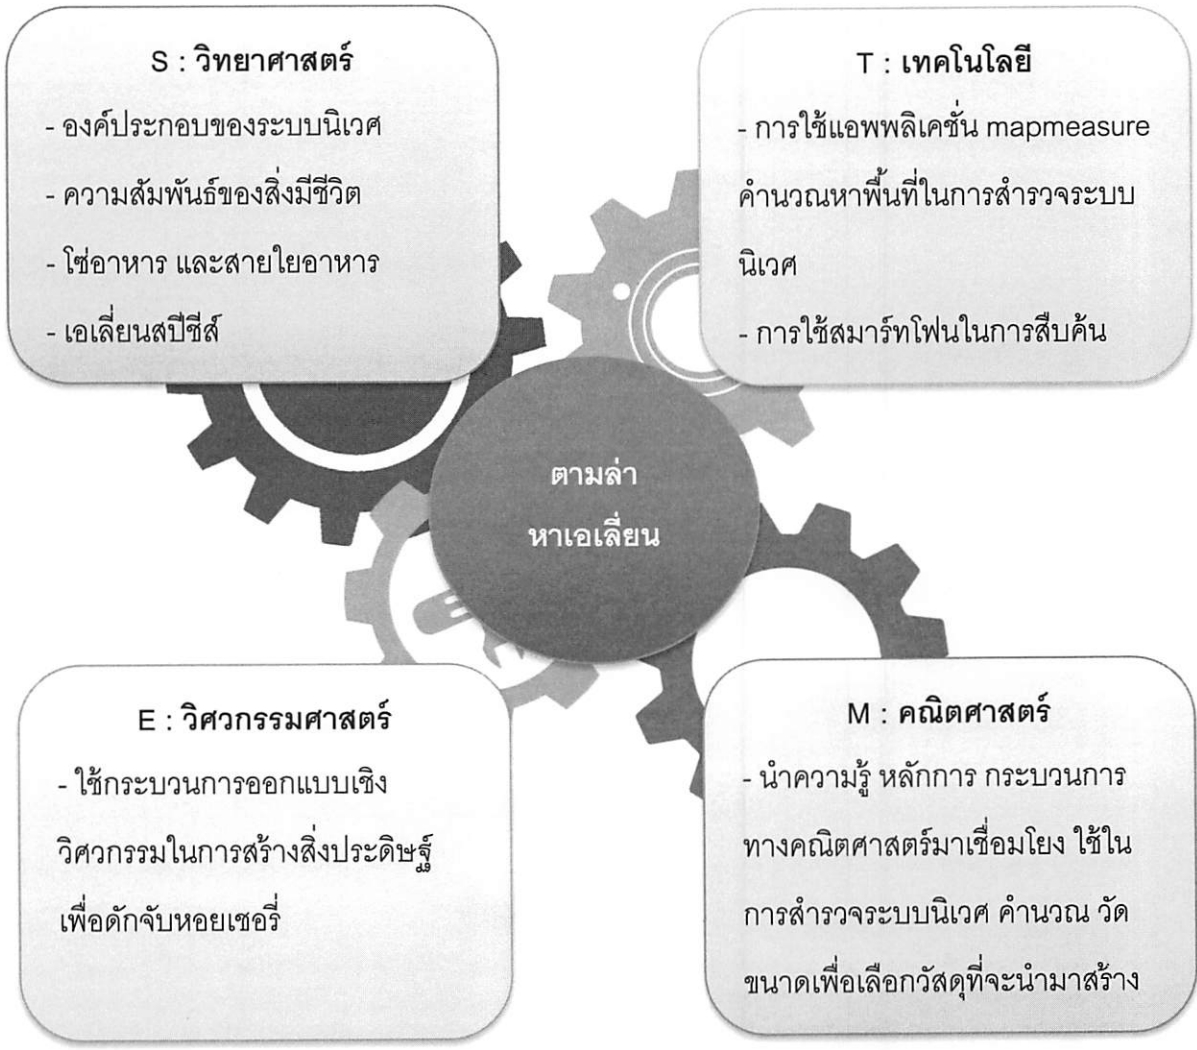 S : วิทยาศาสตร์
- องค์ประกอบของระบบนิเวศ
- ความสัมพันธ์ของสิ่งมีชีวิต
- โซ่อาหาร และสายใยอาหาร
- เอเลี่ยนสปีชีส์
T : เทคโนโลยี
- การใช้แอพพลิเคชั่น mapmeasure
คำนวณหาพื้นที่ในการสำรวจระบบ
นิเวศ
- การใช้สมาร์ทโฟนในการสืบค้น
ตามล่า
หาเอเลี่ยน
E : วิศวกรรมศาสตร์
- ใช้กระบวนการออกแบบเชิง
วิศวกรรมในการสร้างสิ่งประดิษฐ์
เพื่อดักจับหอยเชอรี่
M : คณิตศาสตร์
- นำความรู้ หลักการ กระบวนการ
ทางคณิตศาสตร์มาเชื่อมโยง ใช้ใน
การสำรวจระบบนิเวศ คำนวณ วัด
ขนาดเพื่อเลือกวัสดุที่จะนำมาสร้าง